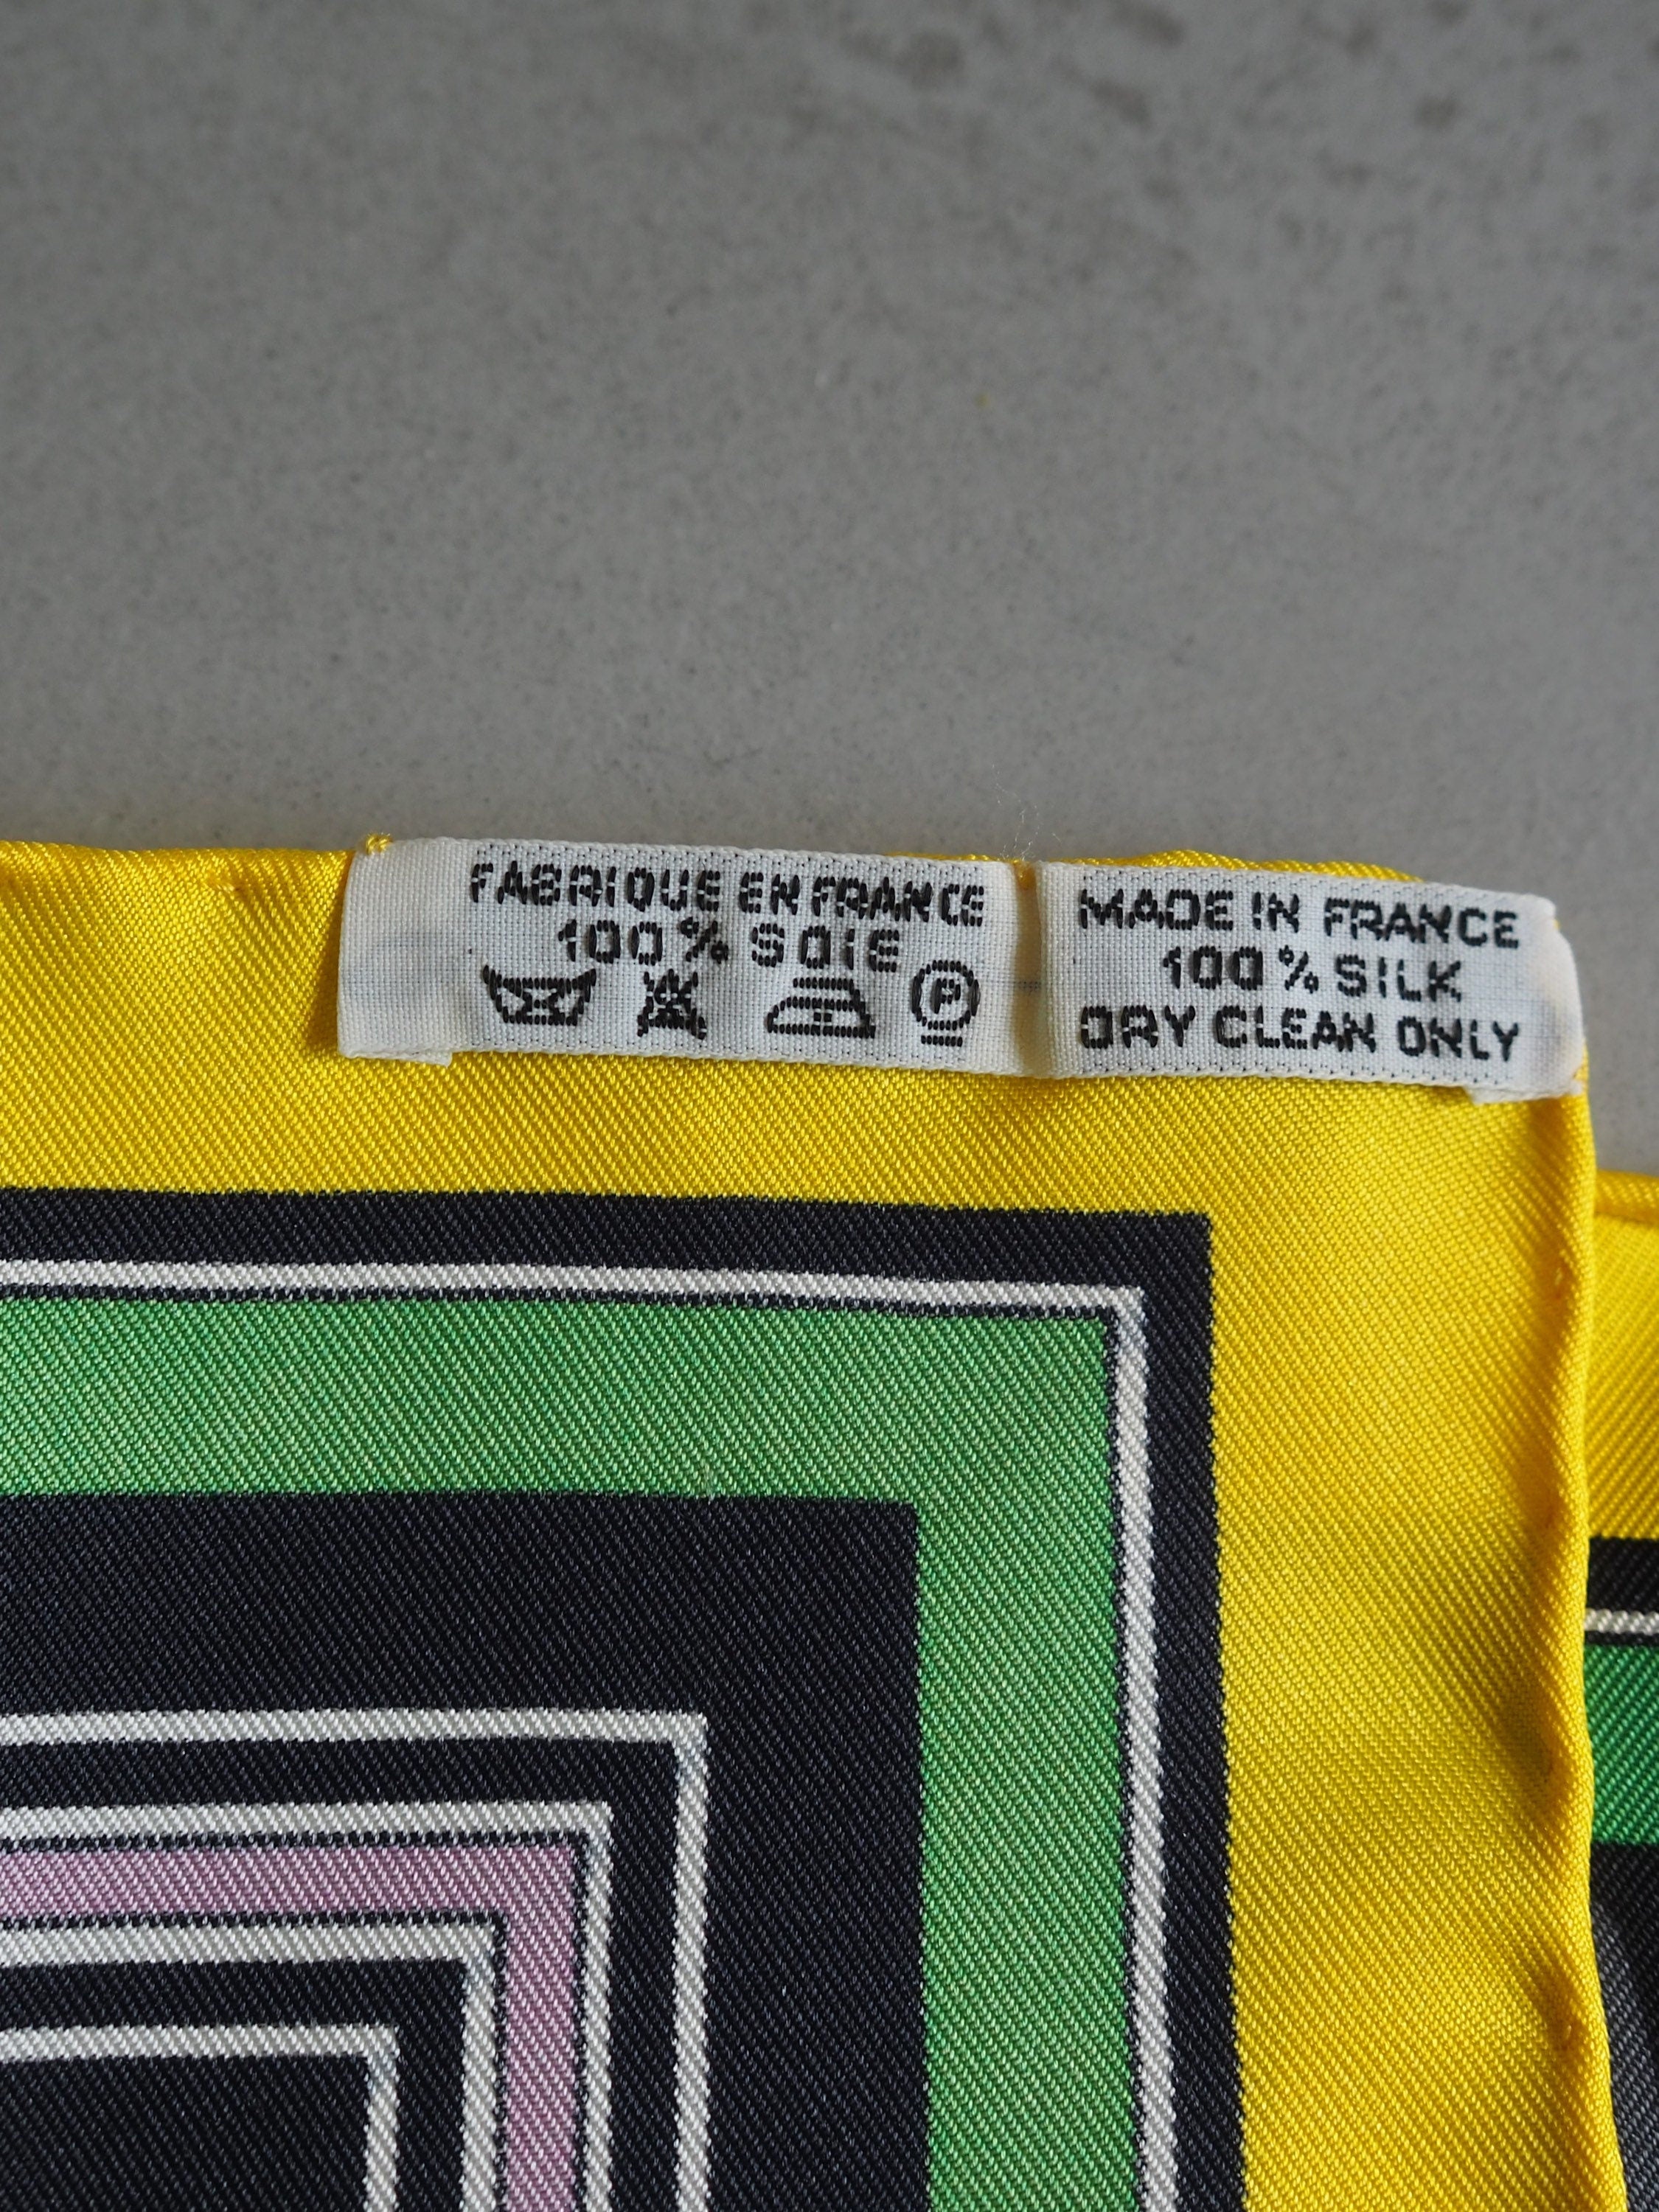 FABRIQUE EN FRANCE
100% SOIE
P
MADE IN FRANCE
100% SILK
DRY CLEAN ONLY